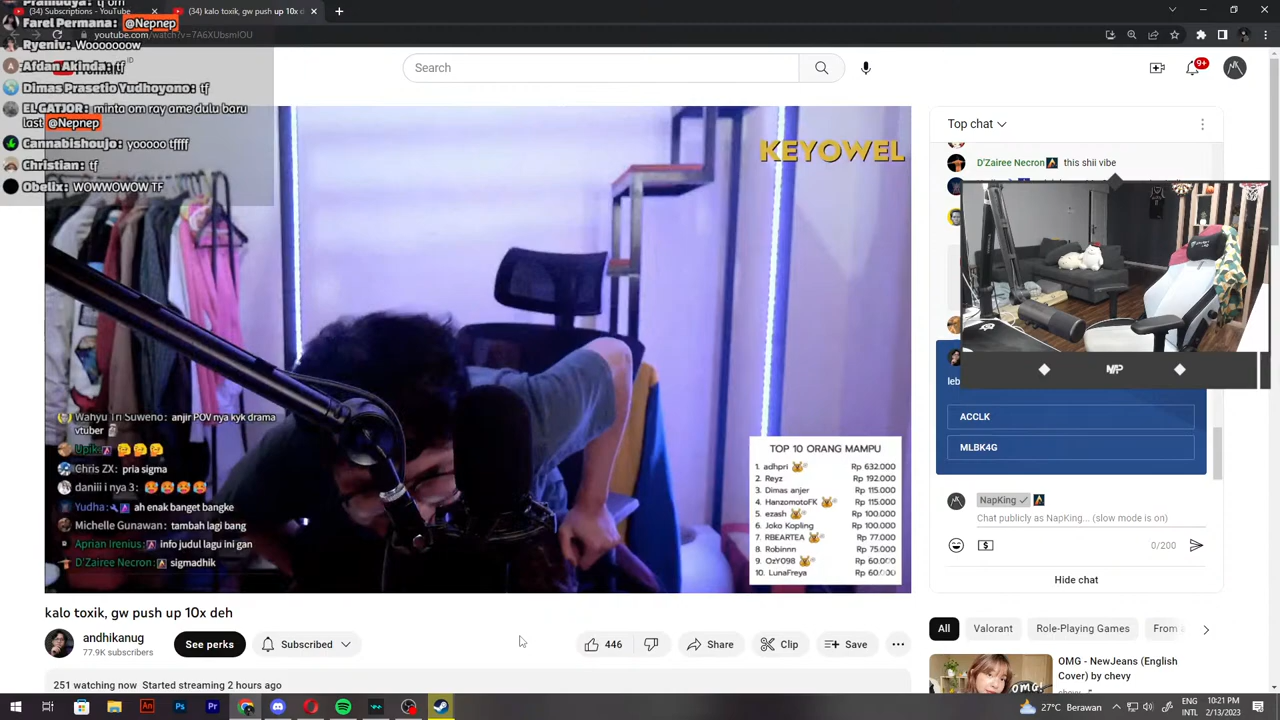 (34) Subscriptions - YouTube
(34) kalo toxik, gw push up 10x d
Farel Permana: @Nepnep
youtube.com/watch?v=7A6XUbsmIOU
Ryeniv: Wooooooow
Afdan Akinda: tf
Dimas Prasetio Yudhoyono: tf
EL GATJOR: minta om ray ame dulu baru
last @Nepnep
Cannabishoujo: yooooo tffff
Christian: tf
Obelix: WOWWOWOW TF
Search
9+
KEYOWEL
Top chat
D'Zairee Necron this shii vibe
Wahyu Tri Suweno: anjir POV nya kyk drama
vtuber
Upik:
Chris ZX: pria sigma
daniii i nya 3:
Yudha: ah enak banget bangke
Michelle Gunawan: tambah lagi bang
Aprian Irenius: info judul lagu ini gan
D'Zairee Necron: sigmadhik
TOP 10 ORANG MAMPU
1. adhpri Rp 632.000
2. Reyz Rp 192.000
3. Dimas anjer Rp 115.000
4. HanzomotoFK Rp 115.000
5. ezash Rp 100.000
6. Joko Kopling Rp 100.000
7. RBEARTEA Rp 77.000
8. Robinnn Rp 75.000
9. OzY098 Rp 60.000
10. LunaFreya Rp 60.000
leb
ACCLK
MLBK4G
NapKing
Chat publicly as NapKing... (slow mode is on)
0/200
Hide chat
kalo toxik, gw push up 10x deh
andhikanug
77.9K subscribers
See perks
Subscribed
446
Share
Clip
Save
251 watching now Started streaming 2 hours ago
All
Valorant
Role-Playing Games
From
OMG - NewJeans (English
Cover) by chevy
OMG!
27°C Berawan
ENG
INTL
10:21 PM
2/13/2023